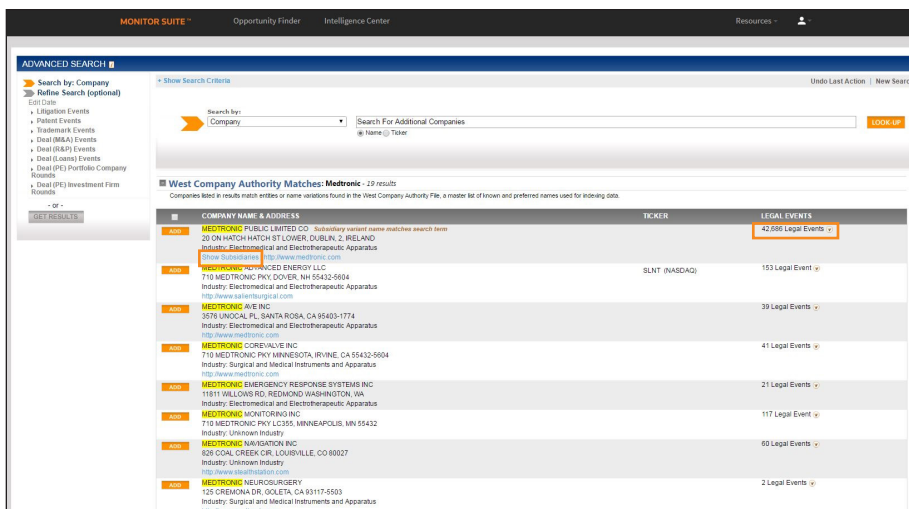 MONITOR SUITE™
Opportunity Finder
Intelligence Center
Resources
ADVANCED SEARCH
Search by: Company
Refine Search (optional)
Edit Date
Litigation Events
Patent Events
Trademark Events
Deal (M&A) Events
Deal (R&P) Events
Deal (Loans) Events
Deal (PE) Portfolio Company
Rounds
Deal (PE) Investment Firm
Rounds
- or -
GET RESULTS
+ Show Search Criteria
Undo Last Action | New Searc
Search by:
Company
Search For Additional Companies
LOOK-UP
Name Ticker
West Company Authority Matches: Medtronic - 19 results
Companies listed in results match entities or name variations found in the West Company Authority File, a master list of known and preferred names used for indexing data.
COMPANY NAME & ADDRESS TICKER LEGAL EVENTS
ADD MEDTRONIC PUBLIC LIMITED CO Subsidiary variant name matches search term 42,686 Legal Events
20 ON HATCH HATCH ST LOWER, DUBLIN, 2, IRELAND
Industry: Electromedical and Electrotherapeutic Apparatus
Show Subsidiaries http://www.medtronic.com
ADD MEDTRONIC ADVANCED ENERGY LLC SLNT (NASDAQ) 153 Legal Event
710 MEDTRONIC PKY, DOVER, NH 55432-5604
Industry: Electromedical and Electrotherapeutic Apparatus
http://www.salientsurgical.com
ADD MEDTRONIC AVE INC 39 Legal Events
3576 UNOCAL PL, SANTA ROSA, CA 95403-1774
Industry: Electromedical and Electrotherapeutic Apparatus
http://www.medtronic.com
ADD MEDTRONIC COREVALVE INC 41 Legal Events
710 MEDTRONIC PKY MINNESOTA, IRVINE, CA 55432-5604
Industry: Surgical and Medical Instruments and Apparatus
http://www.medtronic.com
ADD MEDTRONIC EMERGENCY RESPONSE SYSTEMS INC 21 Legal Events
11811 WILLOWS RD, REDMOND WASHINGTON, WA
Industry: Electromedical and Electrotherapeutic Apparatus
ADD MEDTRONIC MONITORING INC 117 Legal Event
710 MEDTRONIC PKY LC355, MINNEAPOLIS, MN 55432
Industry: Unknown Industry
ADD MEDTRONIC NAVIGATION INC 60 Legal Events
826 COAL CREEK CIR, LOUISVILLE, CO 80027
Industry: Unknown Industry
http://www.stealthstation.com
ADD MEDTRONIC NEUROSURGERY 2 Legal Events
125 CREMONA DR, GOLETA, CA 93117-5503
Industry: Surgical and Medical Instruments and Apparatus